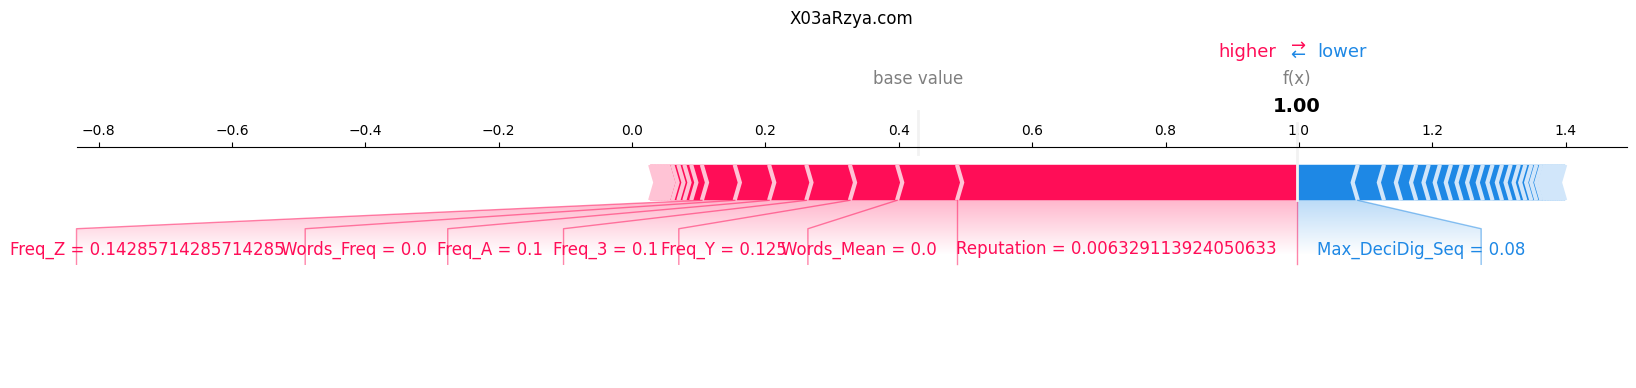 X03aRzya.com
higher ⇄ lower
base value f(x)
1.00
−0.8 −0.6 −0.4 −0.2 0.0 0.2 0.4 0.6 0.8 1.0 1.2 1.4
Freq_Z = 0.14285714285714285 Words_Freq = 0.0 Freq_A = 0.1 Freq_3 = 0.1 Freq_Y = 0.125 Words_Mean = 0.0 Reputation = 0.006329113924050633 Max_DeciDig_Seq = 0.08